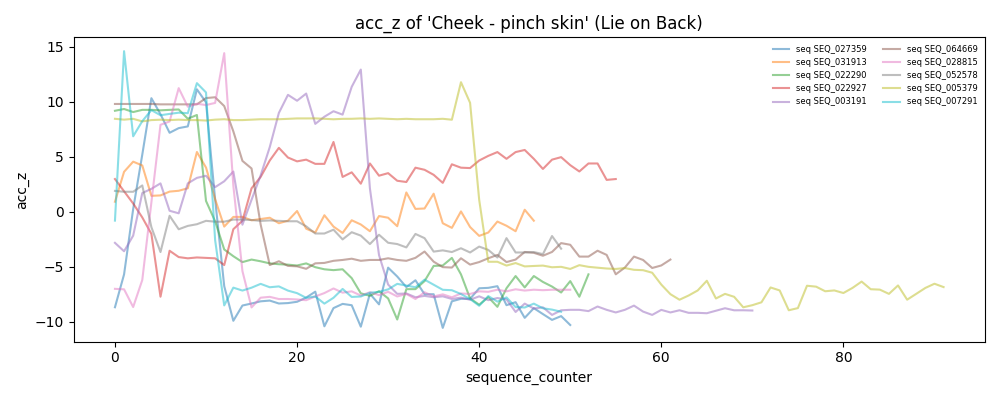 acc_z of 'Cheek - pinch skin' (Lie on Back)
acc_z
15
10
5
0
−5
−10
seq SEQ_027359
seq SEQ_031913
seq SEQ_022290
seq SEQ_022927
seq SEQ_003191
seq SEQ_064669
seq SEQ_028815
seq SEQ_052578
seq SEQ_005379
seq SEQ_007291
0 20 40 60 80
sequence_counter